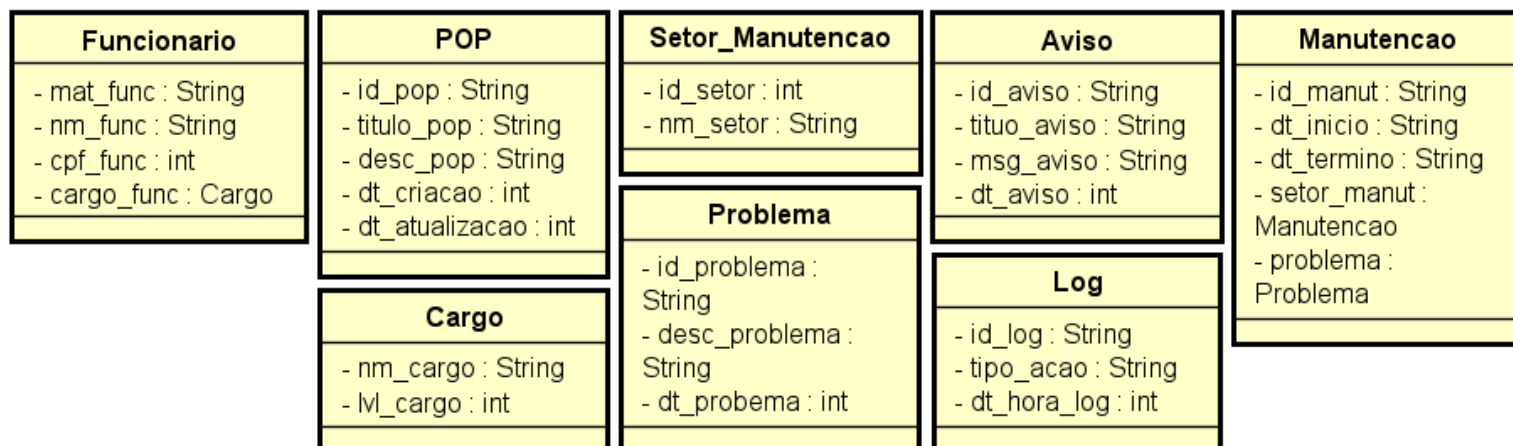 Funcionario
- mat_func : String
- nm_func : String
- cpf_func : int
- cargo_func : Cargo
POP
- id_pop : String
- titulo_pop : String
- desc_pop : String
- dt_criacao : int
- dt_atualizacao : int
Cargo
- nm_cargo : String
- lvl_cargo : int
Setor_Manutencao
- id_setor : int
- nm_setor : String
Problema
- id_problema :
String
- desc_problema :
String
- dt_probema : int
Aviso
- id_aviso : String
- tituo_aviso : String
- msg_aviso : String
- dt_aviso : int
Log
- id_log : String
- tipo_acao : String
- dt_hora_log : int
Manutencao
- id_manut : String
- dt_inicio : String
- dt_termino : String
- setor_manut :
Manutencao
- problema :
Problema